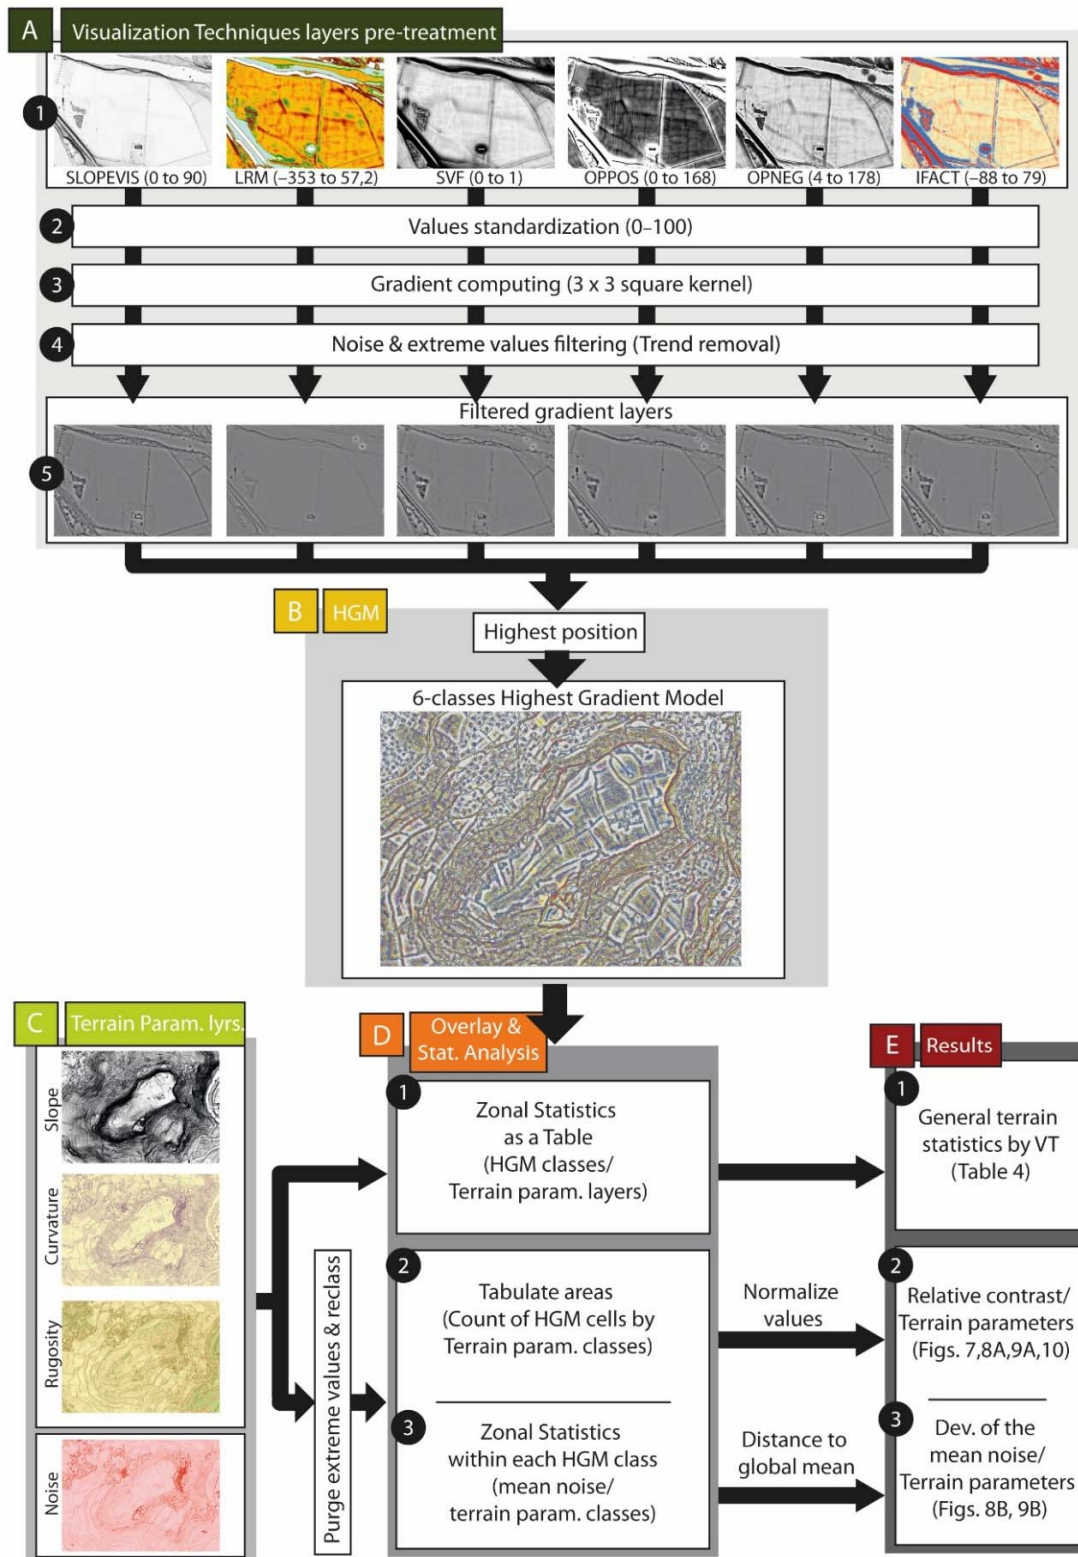 A Visualization Techniques layers pre-treatment
1
SLOPEVIS (0 to 90) LRM (–353 to 57,2) SVF (0 to 1) OPPOS (0 to 168) OPNEG (4 to 178) IFACT (–88 to 79)
2 Values standardization (0–100)
3 Gradient computing (3 x 3 square kernel)
4 Noise & extreme values filtering (Trend removal)
Filtered gradient layers
5
B HGM
Highest position
6-classes Highest Gradient Model
C Terrain Param. lyrs.
Slope
Curvature
Rugosity
Noise
Purge extreme values & reclass
D Overlay &
Stat. Analysis
1
Zonal Statistics
as a Table
(HGM classes/
Terrain param. layers)
2
Tabulate areas
(Count of HGM cells by
Terrain param. classes)
3
Zonal Statistics
within each HGM class
(mean noise/
terrain param. classes)
Normalize
values
Distance to
global mean
E Results
1
General terrain
statistics by VT
(Table 4)
2
Relative contrast/
Terrain parameters
(Figs. 7,8A,9A,10)
3
Dev. of the
mean noise/
Terrain parameters
(Figs. 8B, 9B)